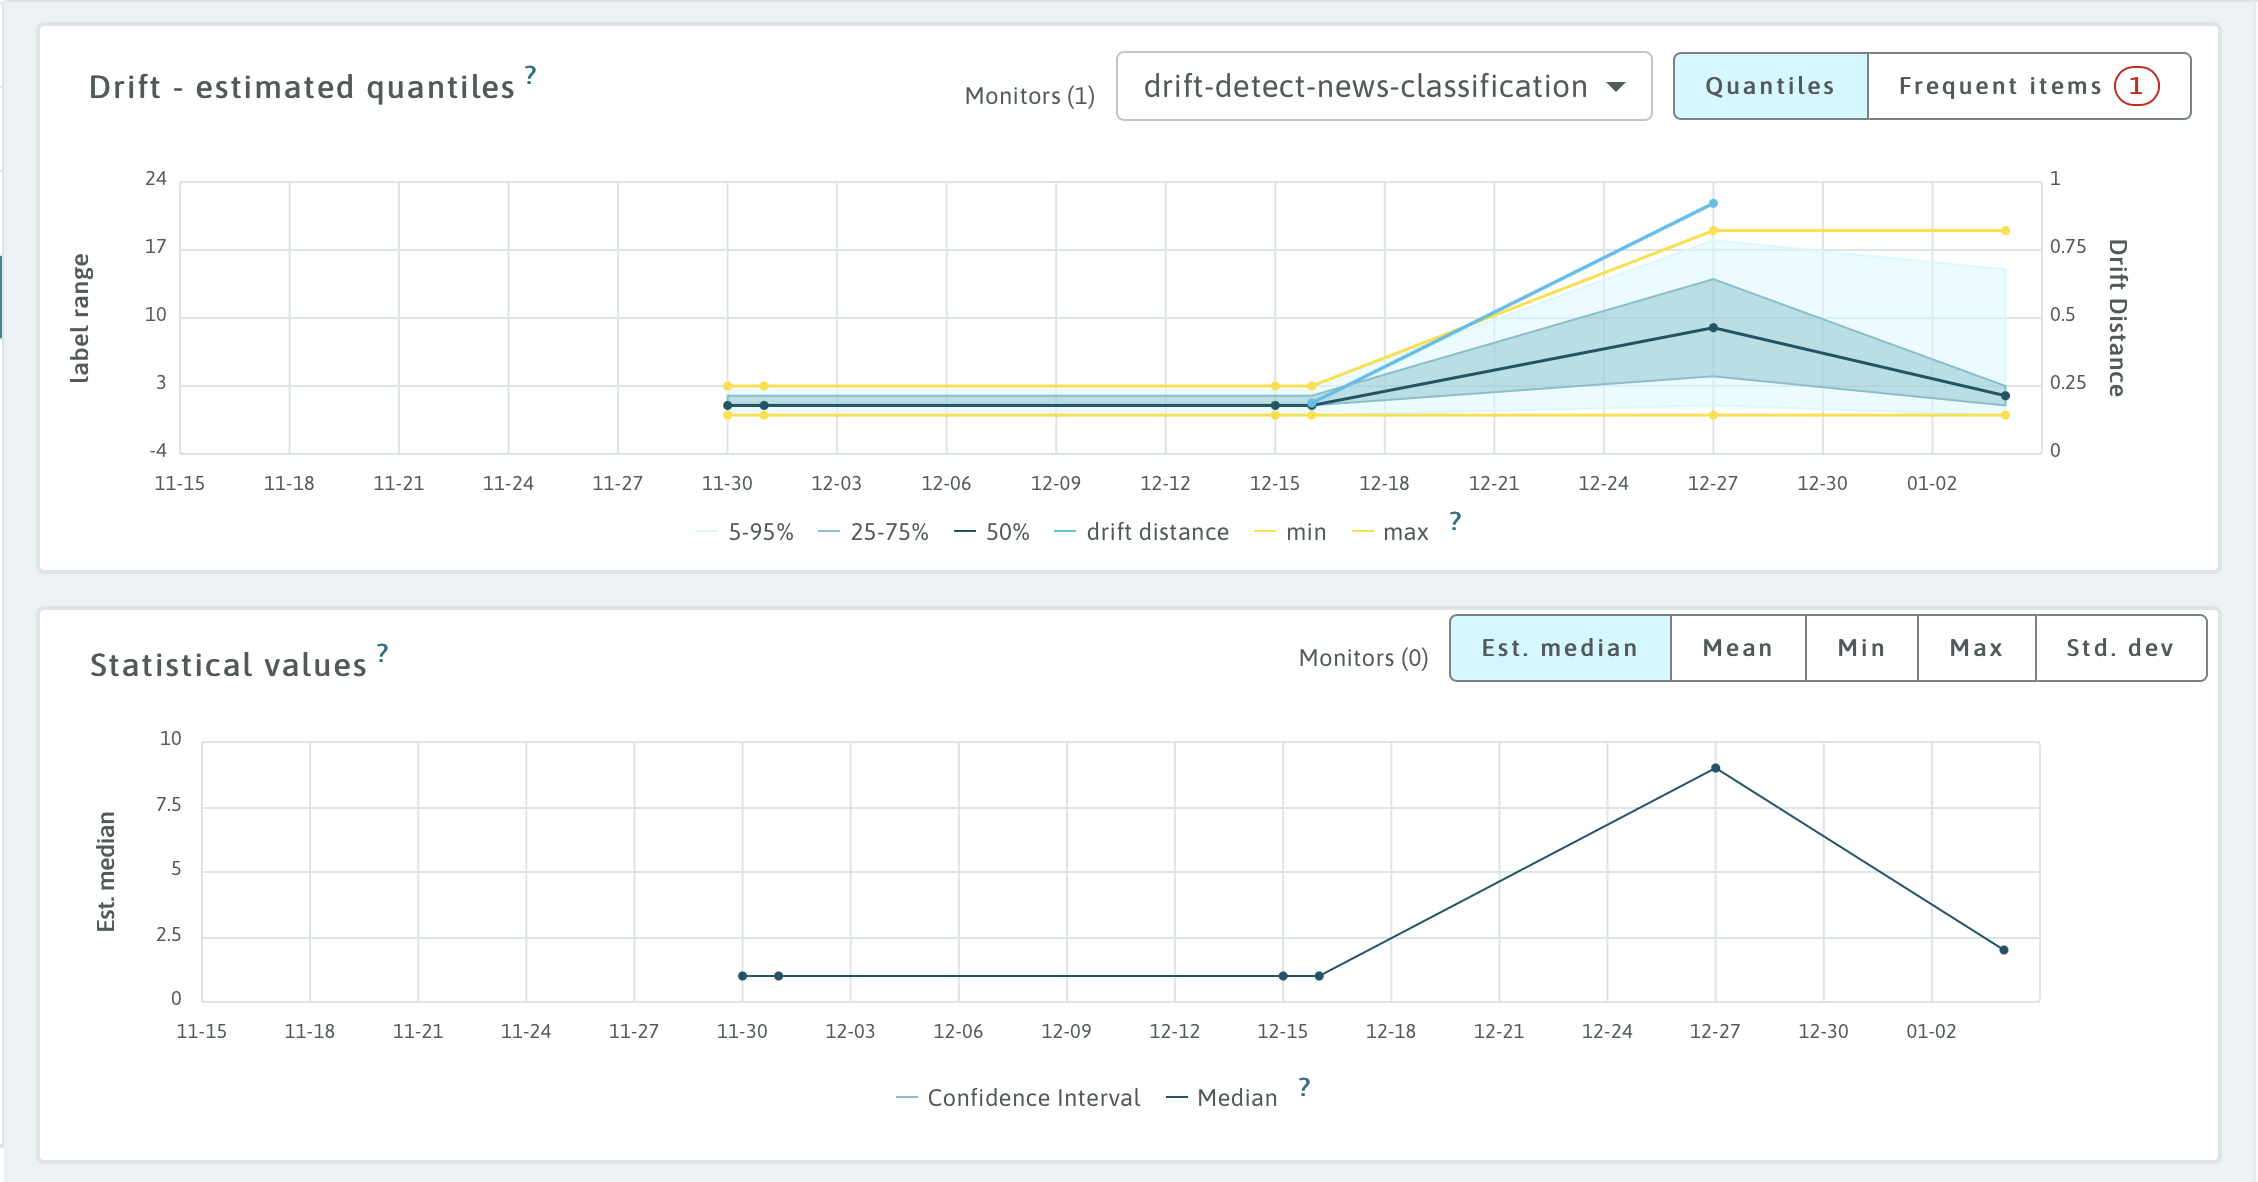 Drift - estimated quantiles ?
Monitors (1)
drift-detect-news-classification
Quantiles
Frequent items 1
label range
24
17
10
3
-4
1
0.75
0.5
0.25
0
Drift Distance
11-15 11-18 11-21 11-24 11-27 11-30 12-03 12-06 12-09 12-12 12-15 12-18 12-21 12-24 12-27 12-30 01-02
5-95% 25-75% 50% drift distance min max ?
Statistical values ?
Monitors (0)
Est. median Mean Min Max Std. dev
Est. median
10
7.5
5
2.5
0
11-15 11-18 11-21 11-24 11-27 11-30 12-03 12-06 12-09 12-12 12-15 12-18 12-21 12-24 12-27 12-30 01-02
Confidence Interval Median ?